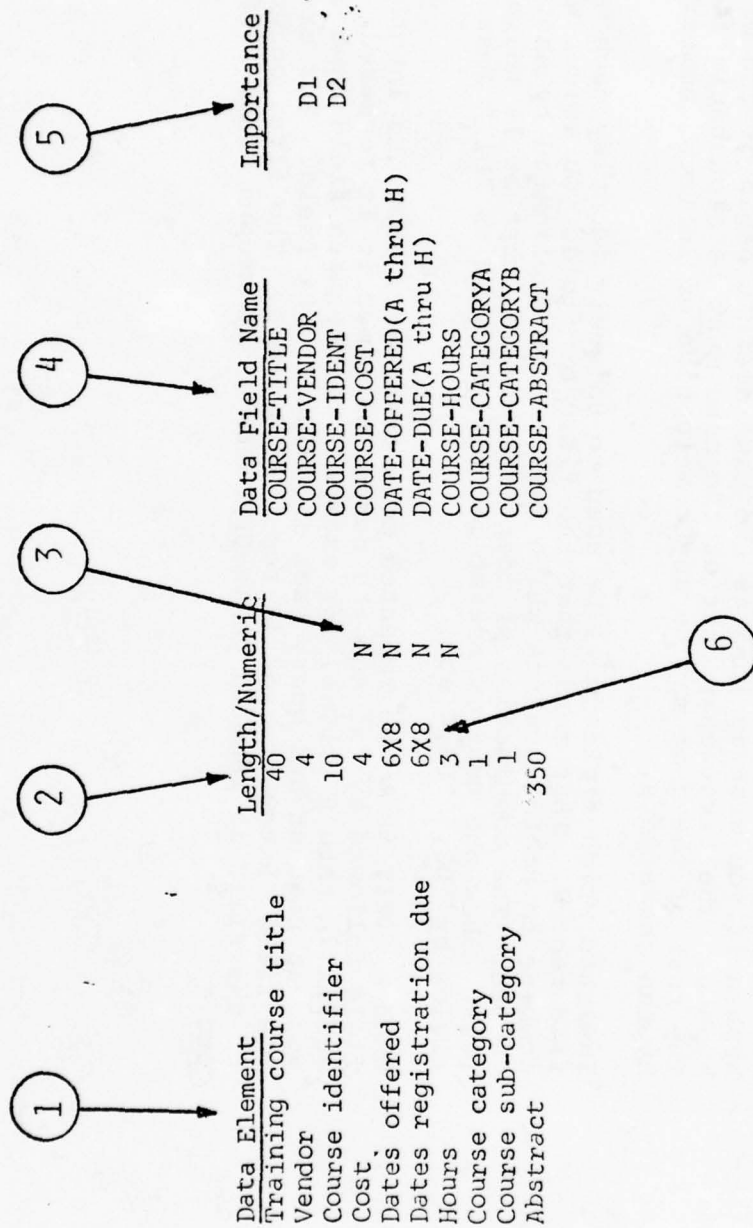 1 2 3 4 5
Data Element Length/Numeric Data Field Name Importance
Training course title 40 COURSE-TITLE
Vendor 4 COURSE-VENDOR D1
Course identifier 10 COURSE-IDENT D2
Cost 4 N COURSE-COST
Dates offered 6X8 N DATE-OFFERED(A thru H)
Dates registration due 6X8 N DATE-DUE(A thru H)
Hours 3 N COURSE-HOURS
Course category 1 COURSE-CATEGORYA
Course sub-category 1 COURSE-CATEGORYB
Abstract 350 COURSE-ABSTRACT
6